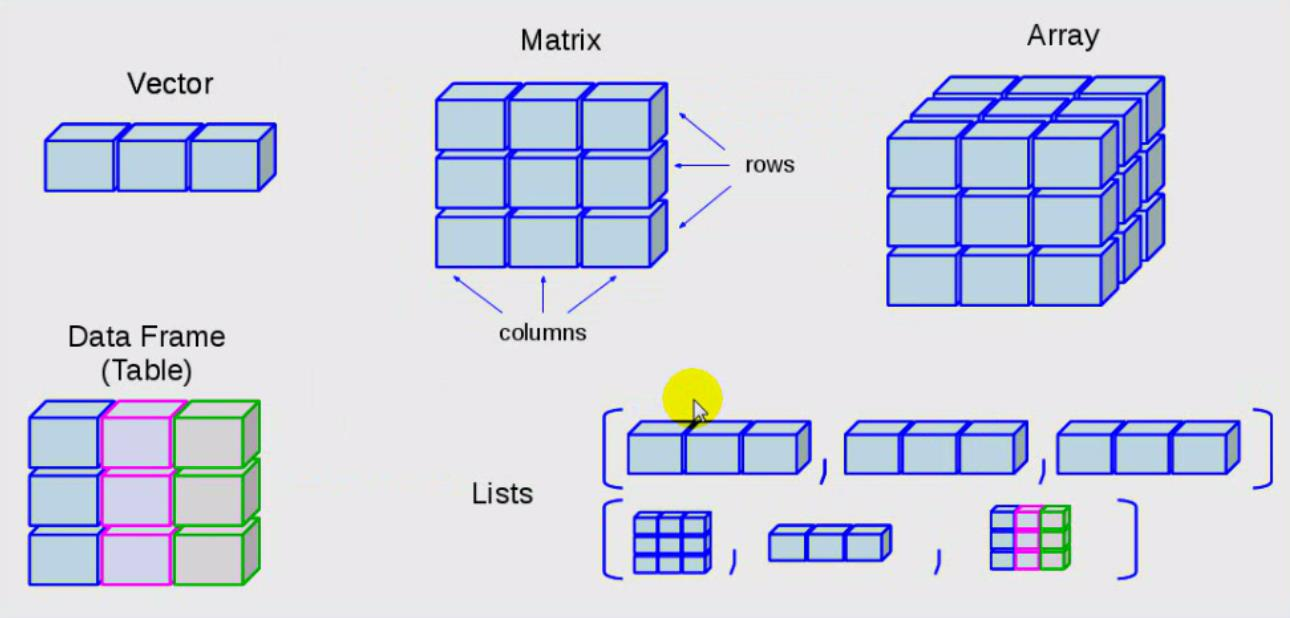 Vector
Matrix
Array
rows
columns
Data Frame
(Table)
Lists